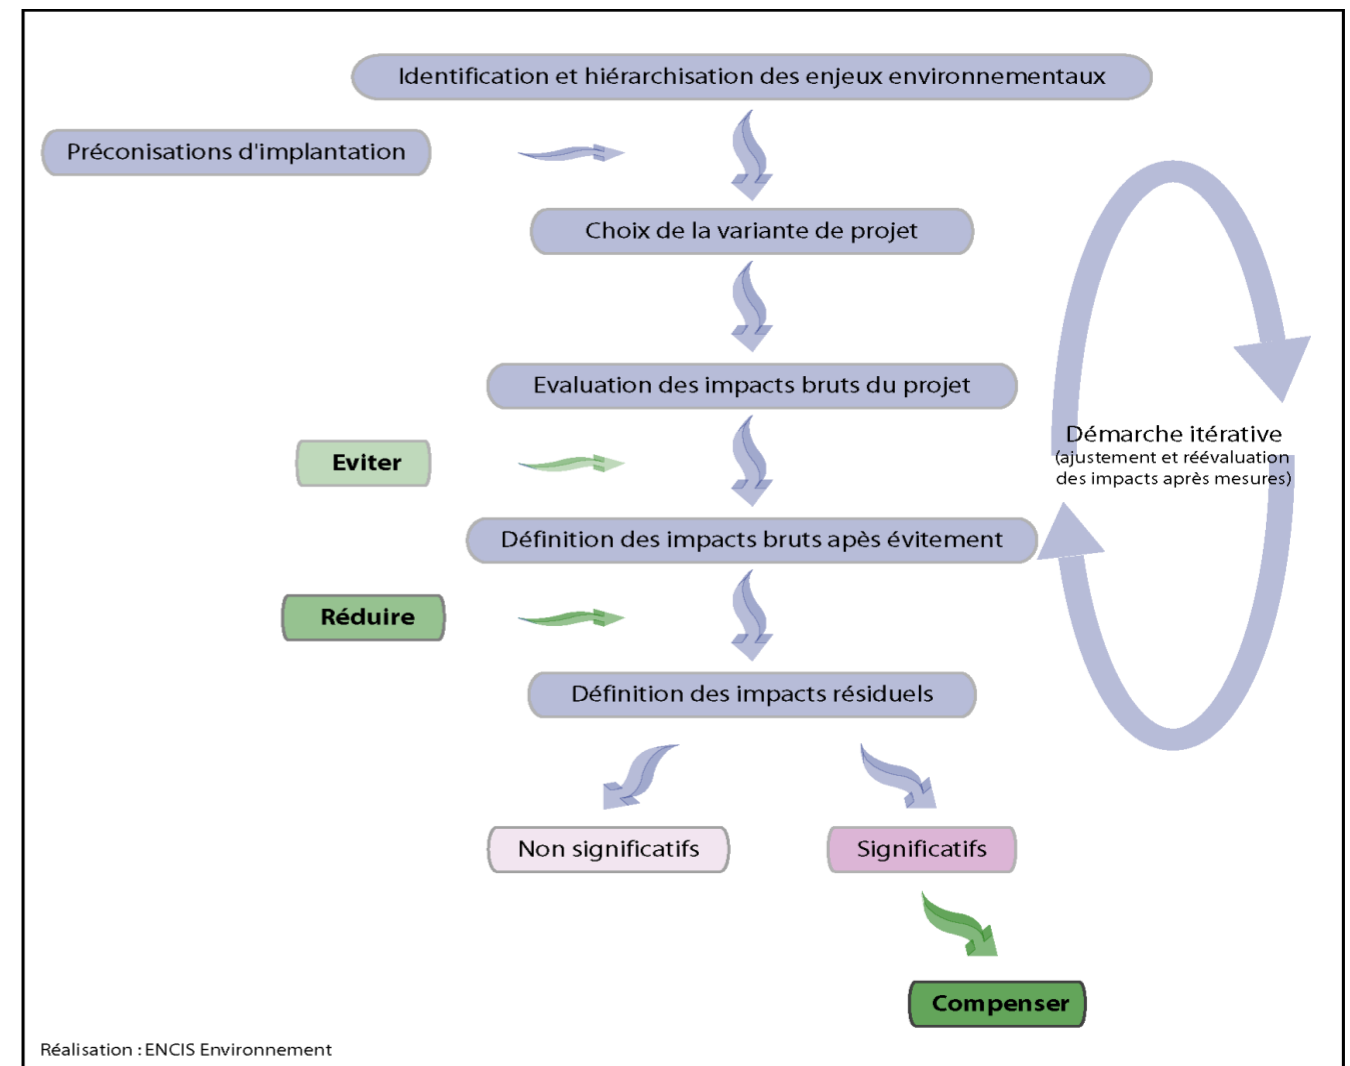 Identification et hiérarchisation des enjeux environnementaux
Préconisations d'implantation
Choix de la variante de projet
Evaluation des impacts bruts du projet
Démarche itérative
(ajustement et réévaluation
des impacts après mesures)
Eviter
Définition des impacts bruts apès évitement
Réduire
Définition des impacts résiduels
Non significatifs
Significatifs
Compenser
Réalisation : ENCIS Environnement